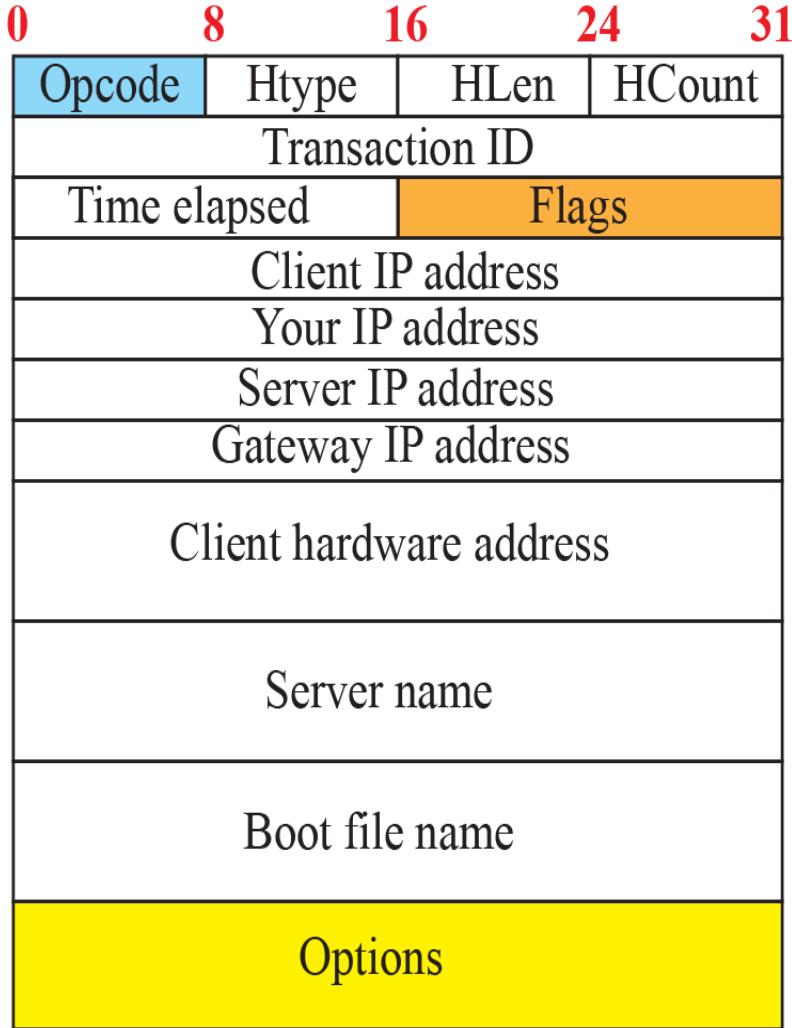 0 8 16 24 31
Opcode Htype HLen HCount
Transaction ID
Time elapsed Flags
Client IP address
Your IP address
Server IP address
Gateway IP address
Client hardware address
Server name
Boot file name
Options